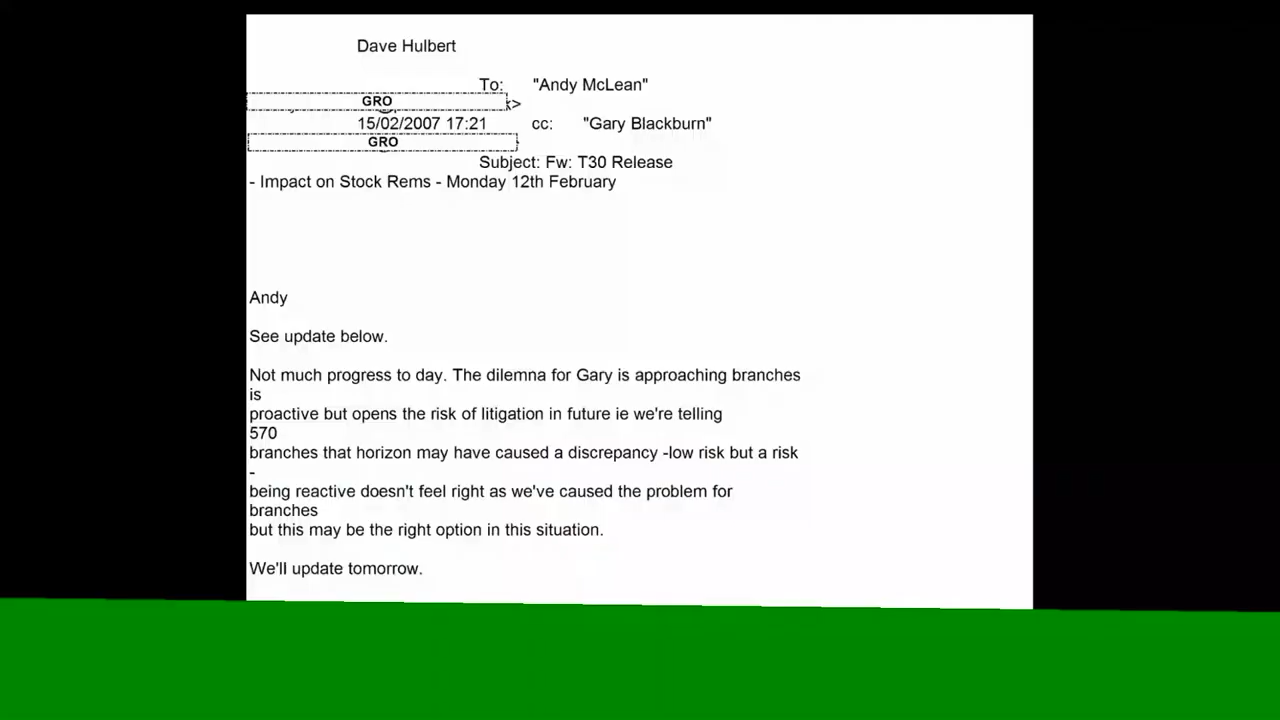 Dave Hulbert
To: "Andy McLean"
GRO <>
15/02/2007 17:21 cc: "Gary Blackburn"
GRO
Subject: Fw: T30 Release
- Impact on Stock Rems - Monday 12th February
Andy
See update below.
Not much progress to day. The dilemna for Gary is approaching branches
is
proactive but opens the risk of litigation in future ie we're telling
570
branches that horizon may have caused a discrepancy -low risk but a risk
-
being reactive doesn't feel right as we've caused the problem for
branches
but this may be the right option in this situation.
We'll update tomorrow.